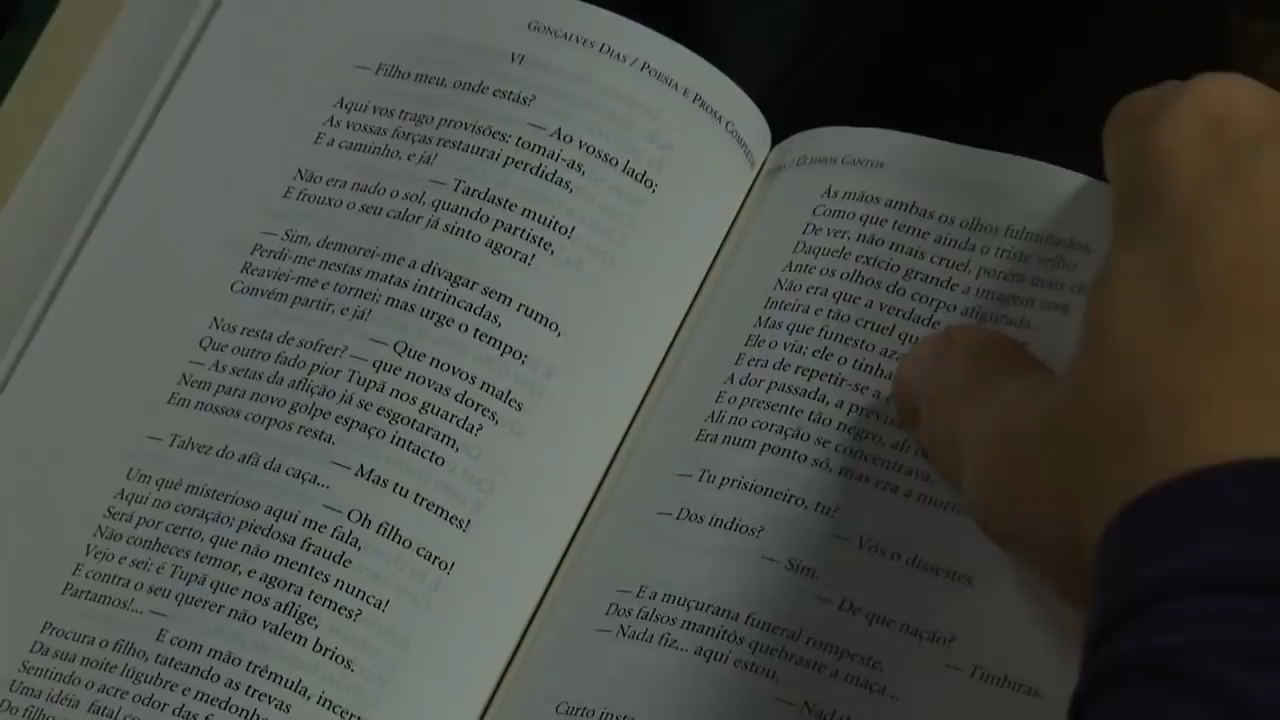 GONÇALVES DIAS / POESIA E PROSA COMPLETAS
VI
— Filho meu, onde estás?
— Ao vosso lado;
Aqui vos trago provisões: tomai-as,
As vossas forças restaurai perdidas,
E a caminho, e já!
— Tardaste muito!
Não era nado o sol, quando partiste,
E frouxo o seu calor já sinto agora!
— Sim, demorei-me a divagar sem rumo,
Perdi-me nestas matas intrincadas,
Reaviei-me e tornei; mas urge o tempo;
Convém partir, e já!
— Que novos males
Nos resta de sofrer? — que novas dores,
Que outro fado pior Tupã nos guarda?
— As setas da aflição já se esgotaram,
Nem para novo golpe espaço intacto
Em nossos corpos resta.
— Mas tu tremes!
— Talvez do afã da caça...
— Oh filho caro!
Um quê misterioso aqui me fala,
Aqui no coração; piedosa fraude
Será por certo, que não mentes nunca!
Não conheces temor, e agora temes?
Vejo e sei: é Tupã que nos aflige,
E contra o seu querer não valem brios.
Partamos!... —
E com mão trêmula, incert
Procura o filho, tateando as trevas
Da sua noite lúgubre e medonha
Sentindo o acre odor das f
Uma idéia fatal co
Do filho
/ ÚLTIMOS CANTOS
As mãos ambas os olhos fulminados,
Como que teme ainda o triste velho
De ver, não mais cruel, porém mais
Daquele exício grande a imagem viva
Ante os olhos do corpo afigurada.
Não era que a verdade
Inteira e tão cruel qu
Mas que funesto aza
Ele o via; ele o tinha
E era de repetir-se a
A dor passada, a previs
E o presente tão negro, ali
Ali no coração se concentrava,
Era num ponto só, mas era a morte
— Tu prisioneiro, tu?
— Vós o dissestes.
— Dos índios?
— Sim.
— De que nação?
— Timbiras.
— E a muçurana funeral rompeste,
Dos falsos manitôs quebraste a maça...
— Nada fiz... aqui estou.
— Nada!
Curto insta